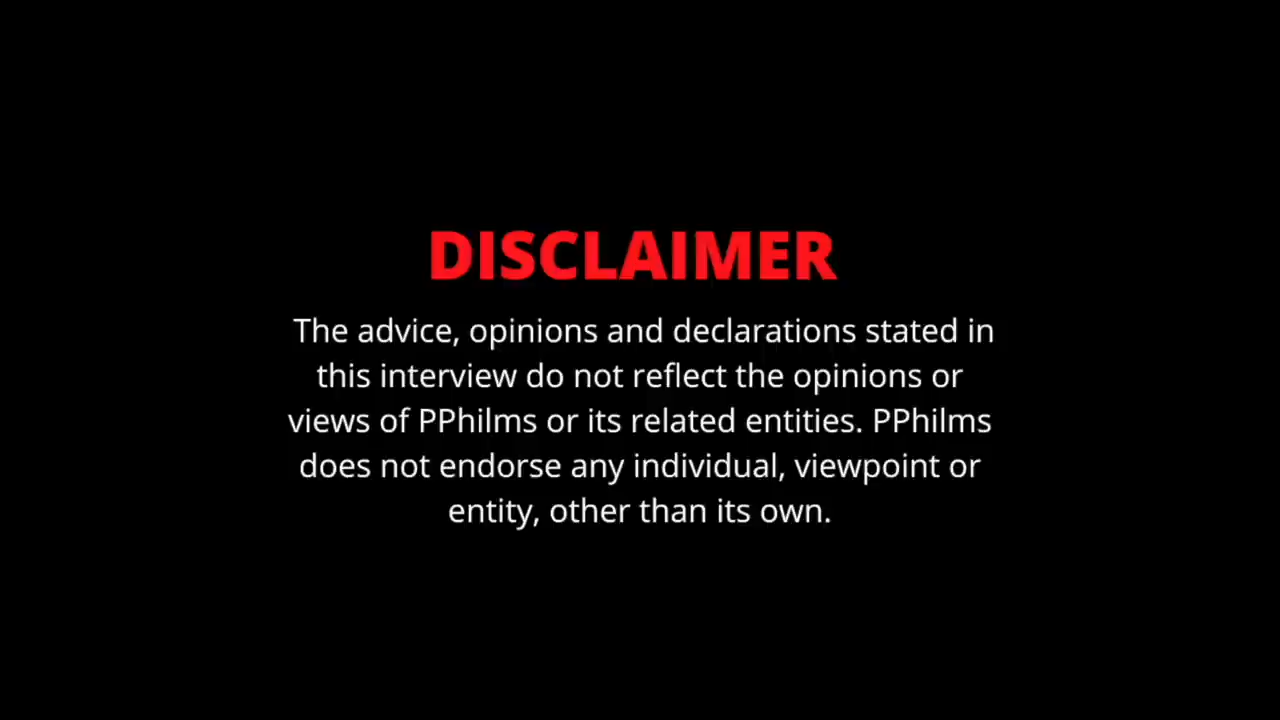 DISCLAIMER
The advice, opinions and declarations stated in
this interview do not reflect the opinions or
views of PPhilms or its related entities. PPhilms
does not endorse any individual, viewpoint or
entity, other than its own.